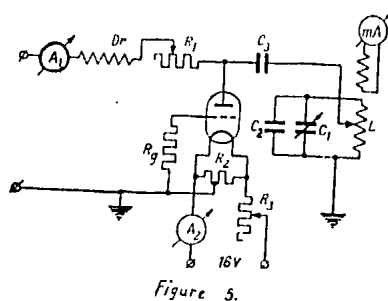 mA
A1 Dr R1 C3
C2 C1 L
Rg R2
R3
A2
16V
Figure 5.